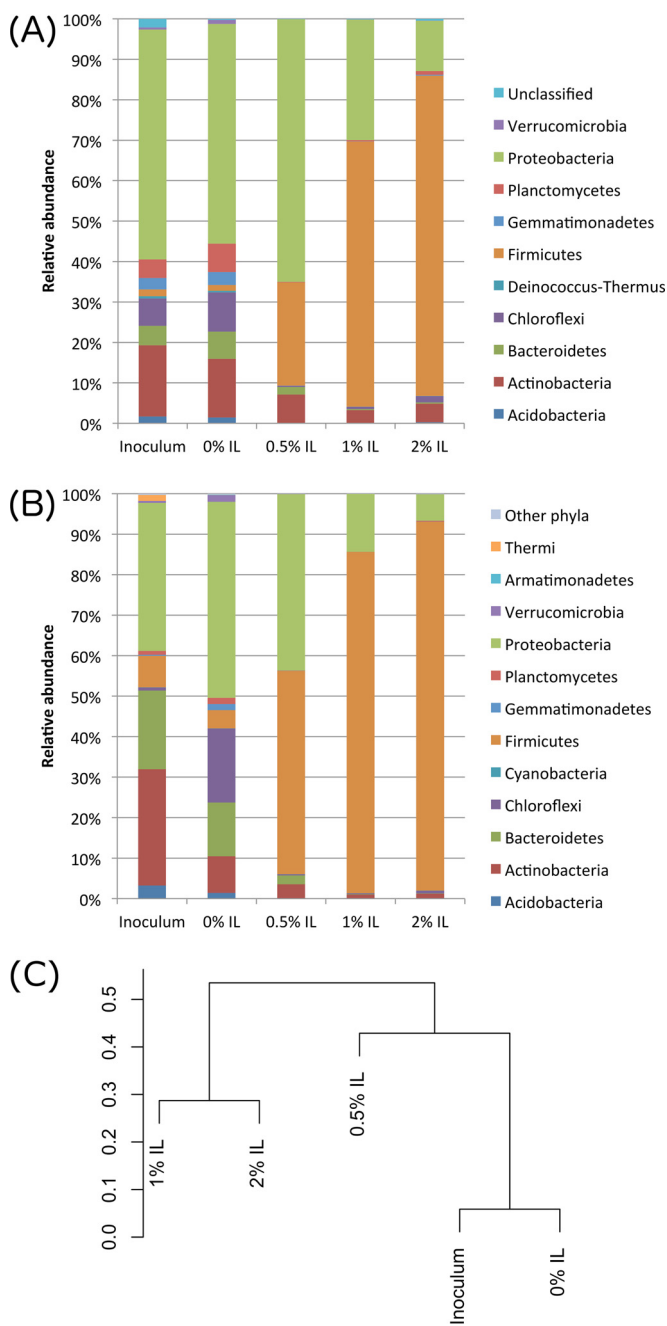 (A)
100%
90%
80%
70%
60%
50%
40%
30%
20%
10%
0%
Relative abundance
Inoculum 0% IL 0.5% IL 1% IL 2% IL
Unclassified
Verrucomicrobia
Proteobacteria
Planctomycetes
Gemmatimonadetes
Firmicutes
Deinococcus-Thermus
Chloroflexi
Bacteroidetes
Actinobacteria
Acidobacteria
(B)
100%
90%
80%
70%
60%
50%
40%
30%
20%
10%
0%
Relative abundance
Inoculum 0% IL 0.5% IL 1% IL 2% IL
Other phyla
Thermi
Armatimonadetes
Verrucomicrobia
Proteobacteria
Planctomycetes
Gemmatimonadetes
Firmicutes
Cyanobacteria
Chloroflexi
Bacteroidetes
Actinobacteria
Acidobacteria
(C)
0.5
0.4
0.3
0.2
0.1
0.0
1% IL
2% IL
0.5% IL
Inoculum
0% IL